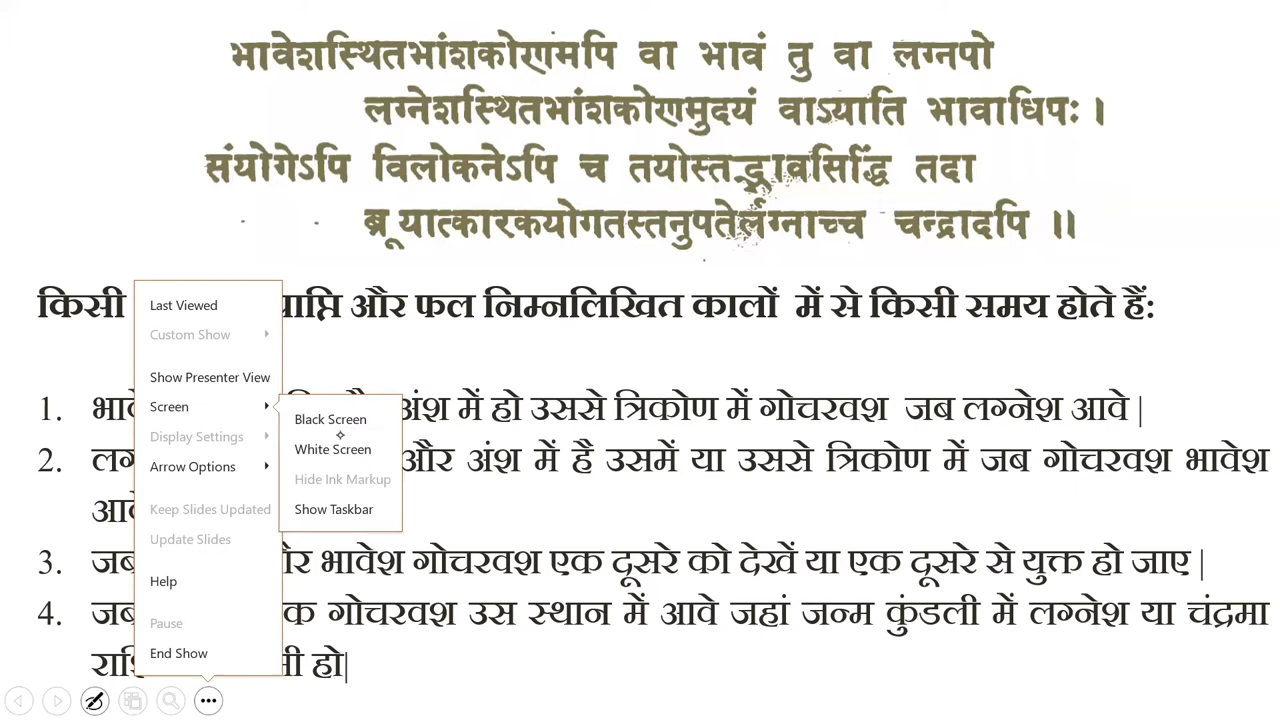 भावेशस्थितभांशकोणमपि वा भावं तु वा लग्नपो
लग्नेशस्थितभांशकोणमुदयं वाऽयाति भावाधिपः ।
संयोगेऽपि विलोकनेऽपि च तयोस्तद्भावसिद्धिं तदा
ब्रूयात्कारकयोगतस्तनुपतेर्लग्नाच्च चन्द्रादपि ।।
किसी और फल निम्नलिखित कालों में से किसी समय होते हैं:
1. अंश में हो उससे त्रिकोण में गोचरवश जब लग्नेश आवे |
2. और अंश में है उसमें या उससे त्रिकोण में जब गोचरवश भावेश
3. भावेश गोचरवश एक दूसरे को देखें या एक दूसरे से युक्त हो जाए |
4. गोचरवश उस स्थान में आवे जहां जन्म कुंडली में लग्नेश या चंद्रमा
हो|
Last Viewed
Custom Show
Show Presenter View
Screen
Display Settings
Arrow Options
Keep Slides Updated
Update Slides
Help
Pause
End Show
Black Screen
White Screen
Hide Ink Markup
Show Taskbar